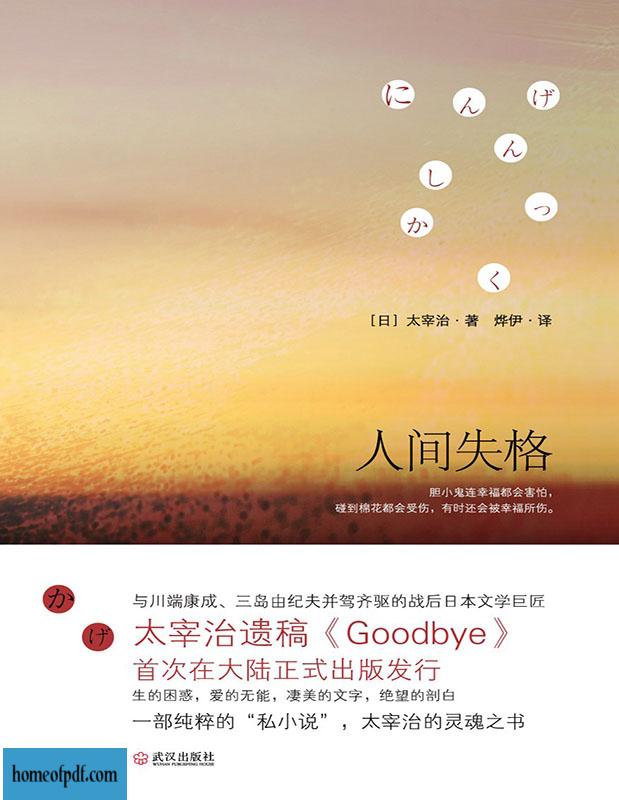 にんげんしっかく
［日］太宰治·著 烨伊·译
人间失格
胆小鬼连幸福都会害怕，
碰到棉花都会受伤，有时还会被幸福所伤。
かげ
与川端康成、三岛由纪夫并驾齐驱的战后日本文学巨匠
太宰治遗稿《Goodbye》
首次在大陆正式出版发行
生的困惑，爱的无能，凄美的文字，绝望的剖白
一部纯粹的“私小说”，太宰治的灵魂之书
武汉出版社
WUHAN PUBLISHING HOUSE
homeofpdf.com